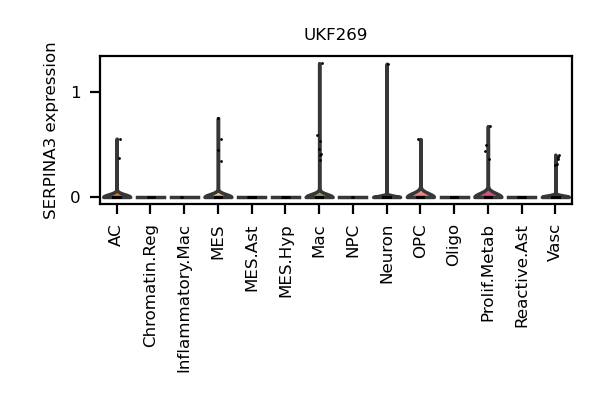 UKF269
SERPINA3 expression
1
0
AC
Chromatin.Reg
Inflammatory.Mac
MES
MES.Ast
MES.Hyp
Mac
NPC
Neuron
OPC
Oligo
Prolif.Metab
Reactive.Ast
Vasc